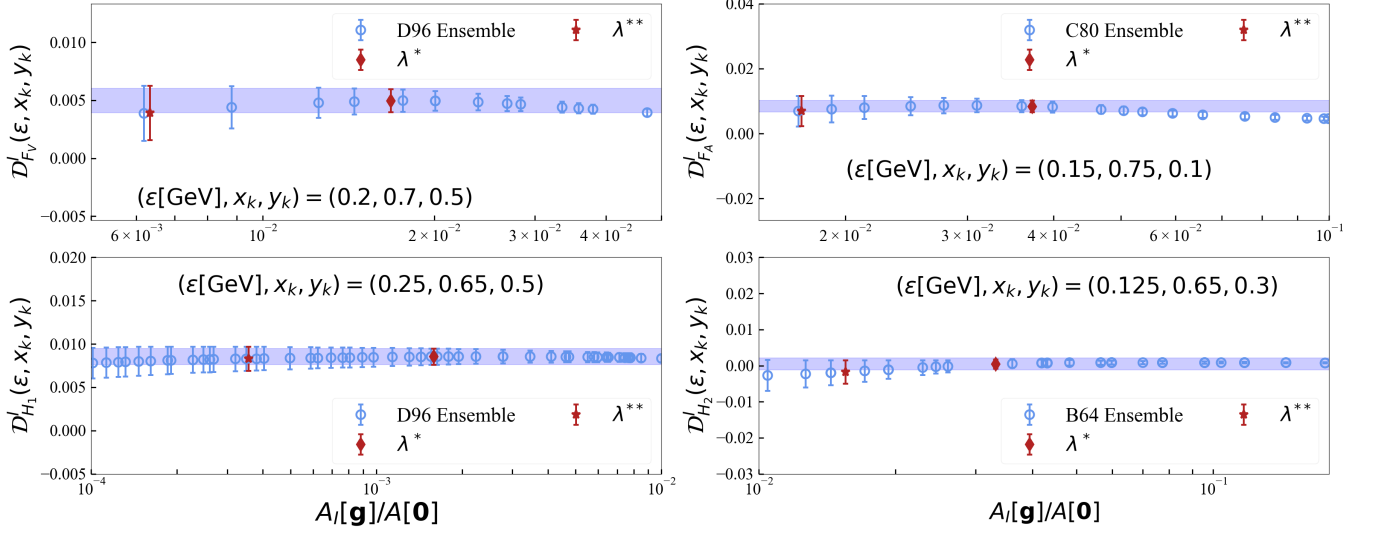 D96 Ensemble λ**
λ*
𝒟^I_{F_V}(ε, x_k, y_k)
0.010
0.005
0.000
−0.005
(ε[GeV], x_k, y_k) = (0.2, 0.7, 0.5)
6 × 10⁻³ 10⁻² 2 × 10⁻² 3 × 10⁻² 4 × 10⁻²
C80 Ensemble λ**
λ*
𝒟^I_{F_A}(ε, x_k, y_k)
0.04
0.02
0.00
−0.02
(ε[GeV], x_k, y_k) = (0.15, 0.75, 0.1)
2 × 10⁻² 3 × 10⁻² 4 × 10⁻² 6 × 10⁻² 10⁻¹
(ε[GeV], x_k, y_k) = (0.25, 0.65, 0.5)
𝒟^I_{H_1}(ε, x_k, y_k)
0.020
0.015
0.010
0.005
0.000
−0.005
D96 Ensemble λ**
λ*
10⁻⁴ 10⁻³ 10⁻²
A_I[g]/A[0]
(ε[GeV], x_k, y_k) = (0.125, 0.65, 0.3)
𝒟^I_{H_2}(ε, x_k, y_k)
0.03
0.02
0.01
0.00
−0.01
−0.02
−0.03
B64 Ensemble λ**
λ*
10⁻² 10⁻¹
A_I[g]/A[0]